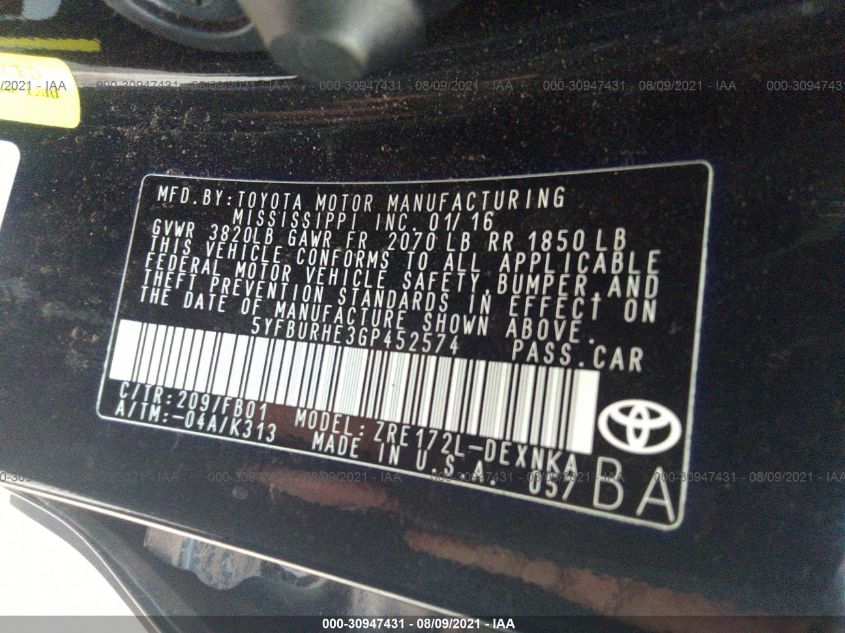 000-30947431 - 08/09/2021 - IAA
MFD.BY:TOYOTA MOTOR MANUFACTURING
MISSISSIPPI INC. 01/16
GVWR 3820LB GAWR FR 2070 LB RR 1850 LB
THIS VEHICLE CONFORMS TO ALL APPLICABLE
FEDERAL MOTOR VEHICLE SAFETY,BUMPER,AND
THEFT PREVENTION STANDARDS IN EFFECT ON
THE DATE OF MANUFACTURE SHOWN ABOVE.
5YFBURHE3GP452574 PASS.CAR
C/TR:209/FB01 MODEL:ZRE172L-DEXNKA
A/TM:-04A/K313 MADE IN U.S.A. 057
BA
000-30947431 - 08/09/2021 - IAA